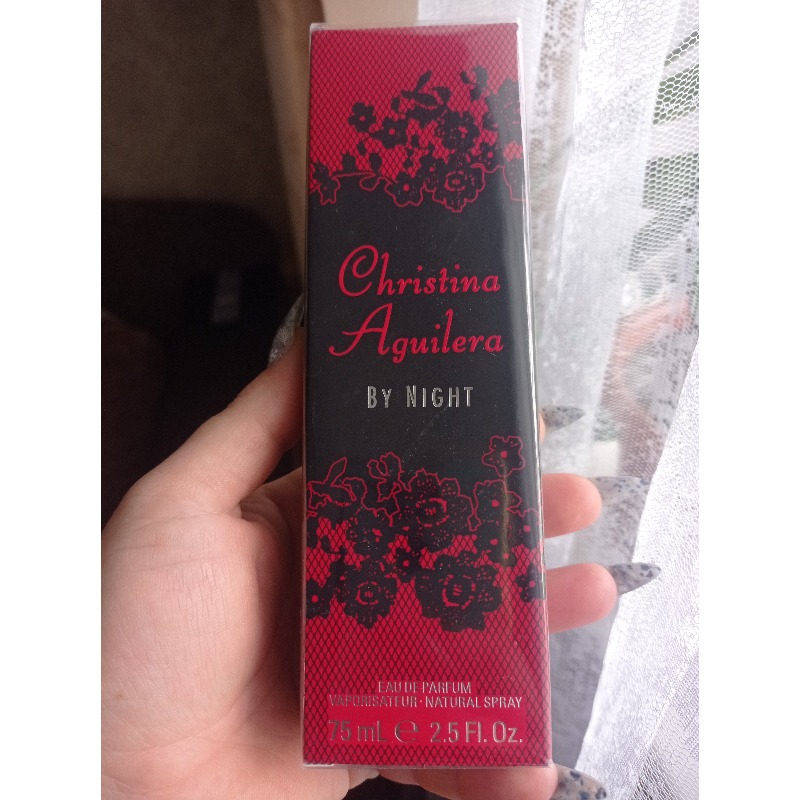 Christina
Aguilera
BY NIGHT
EAU DE PARFUM
VAPORISATEUR · NATURAL SPRAY
75 mL ℮ 2.5 Fl. Oz.